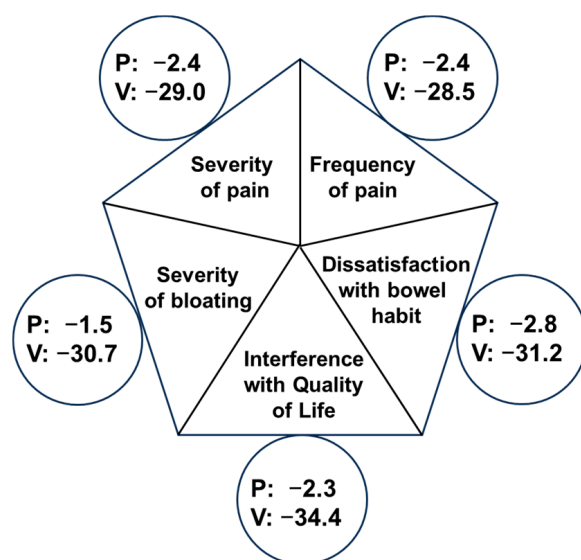 P: −2.4
V: −29.0
P: −2.4
V: −28.5
Severity
of pain
Frequency
of pain
Severity
of bloating
Dissatisfaction
with bowel
habit
P: −1.5
V: −30.7
P: −2.8
V: −31.2
Interference
with Quality
of Life
P: −2.3
V: −34.4